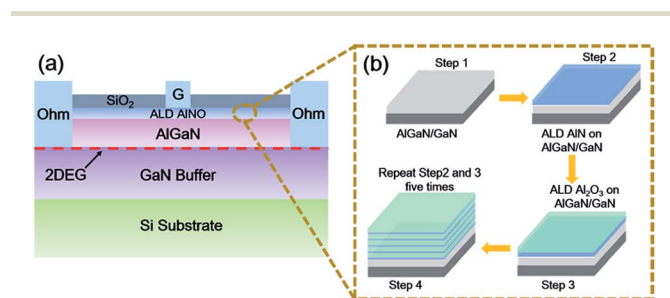 (a)
G
SiO2
Ohm
ALD AlNO
Ohm
AlGaN
2DEG
GaN Buffer
Si Substrate
(b)
Step 1
AlGaN/GaN
Step 2
ALD AlN on
AlGaN/GaN
ALD Al2O3 on
AlGaN/GaN
Step 3
Repeat Step2 and 3
five times
Step 4